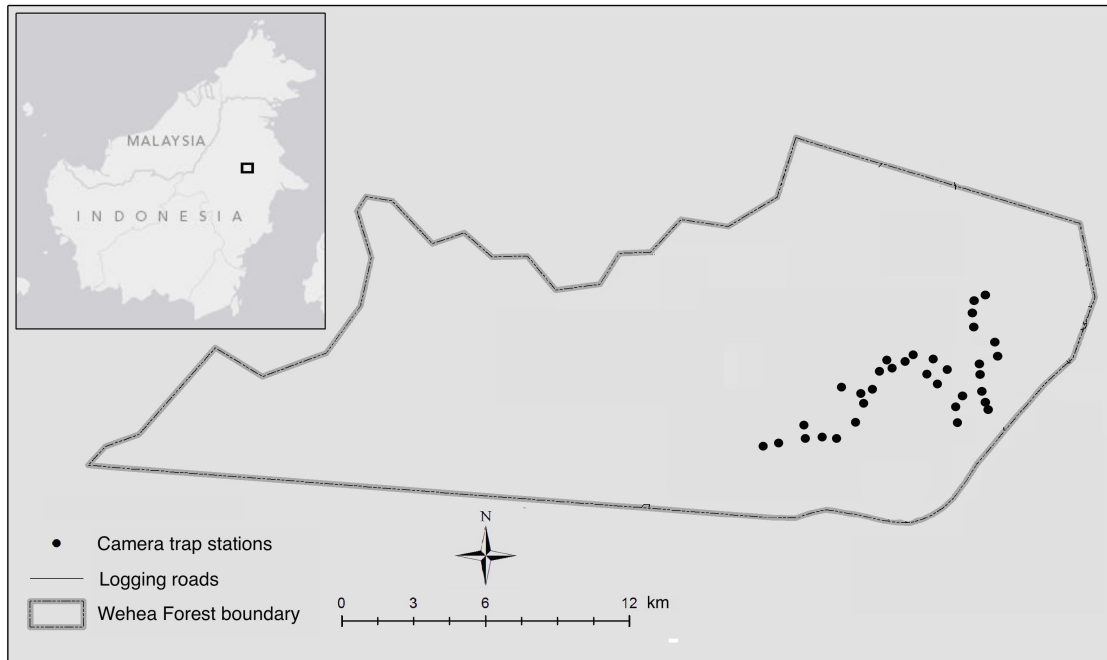 MALAYSIA
INDONESIA
N
Camera trap stations
Logging roads
Wehea Forest boundary
0 3 6 12 km